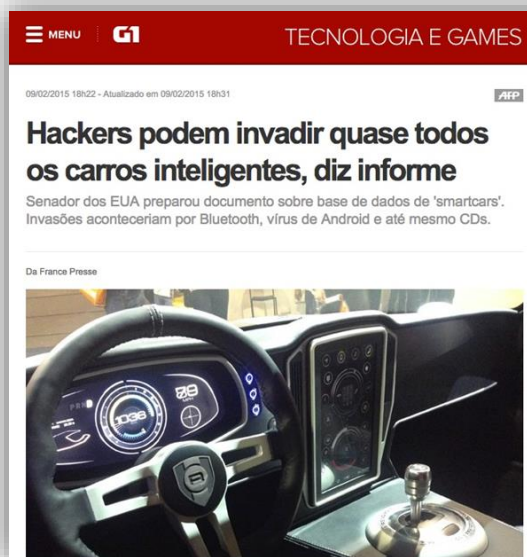 MENU G1 TECNOLOGIA E GAMES
09/02/2015 18h22 - Atualizado em 09/02/2015 18h31 AFP
Hackers podem invadir quase todos
os carros inteligentes, diz informe
Senador dos EUA preparou documento sobre base de dados de 'smartcars'.
Invasões aconteceriam por Bluetooth, vírus de Android e até mesmo CDs.
Da France Presse